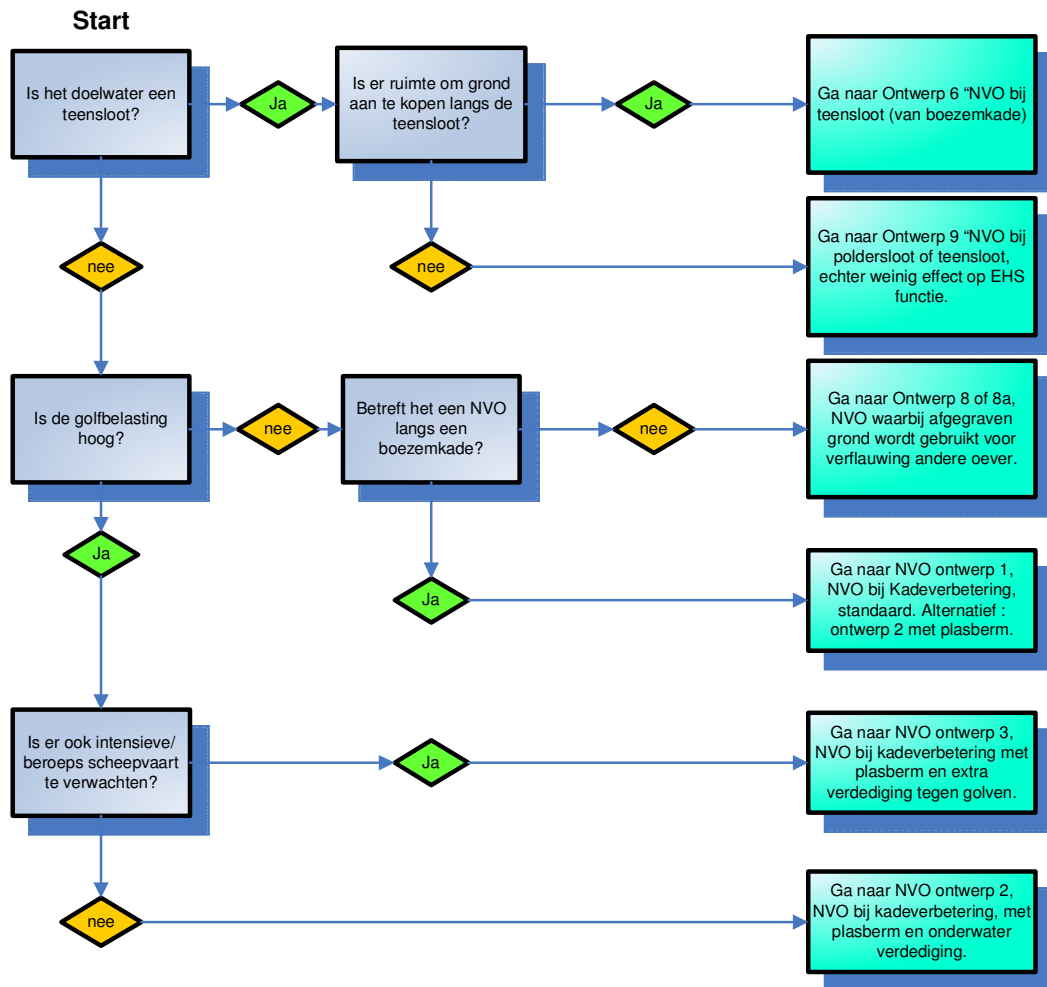 Start
Is het doelwater een
teensloot?
Ja
Is er ruimte om grond
aan te kopen langs de
teensloot?
Ja
Ga naar Ontwerp 6 “NVO bij
teensloot (van boezemkade)
nee
nee
Ga naar Ontwerp 9 “NVO bij
poldersloot of teensloot,
echter weinig effect op EHS
functie.
Is de golfbelasting
hoog?
nee
Betreft het een NVO
langs een
boezemkade?
nee
Ga naar Ontwerp 8 of 8a,
NVO waarbij afgegraven
grond wordt gebruikt voor
verflauwing andere oever.
Ja
Ja
Ga naar NVO ontwerp 1,
NVO bij Kadeverbetering,
standaard. Alternatief :
ontwerp 2 met plasberm.
Is er ook intensieve/
beroeps scheepvaart
te verwachten?
Ja
Ga naar NVO ontwerp 3,
NVO bij kadeverbetering met
plasberm en extra
verdediging tegen golven.
nee
Ga naar NVO ontwerp 2,
NVO bij kadeverbetering, met
plasberm en onderwater
verdediging.